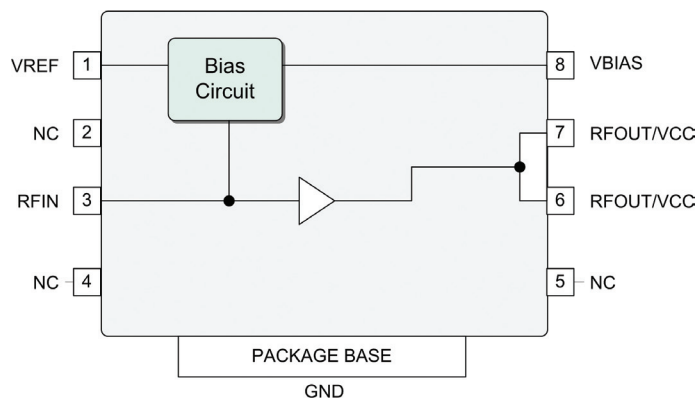 VREF 1
Bias
Circuit
8 VBIAS
NC 2
7 RFOUT/VCC
RFIN 3
6 RFOUT/VCC
NC 4
5 NC
PACKAGE BASE
GND